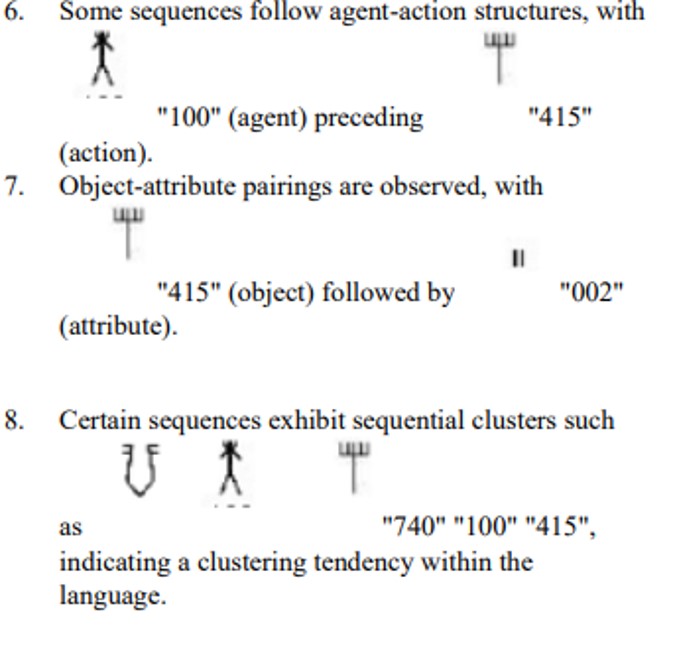 6. Some sequences follow agent-action structures, with
"100" (agent) preceding "415"
(action).
7. Object-attribute pairings are observed, with
"415" (object) followed by "002"
(attribute).
8. Certain sequences exhibit sequential clusters such
as "740" "100" "415",
indicating a clustering tendency within the
language.